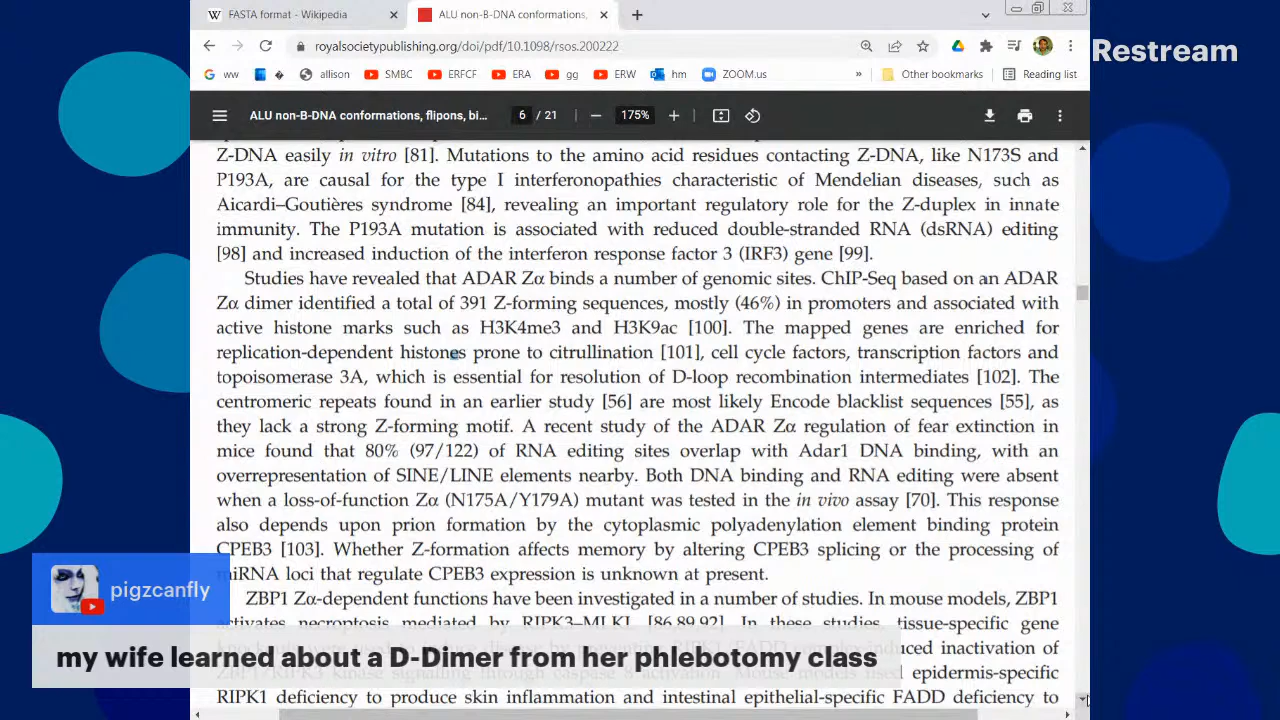 FASTA format - Wikipedia
ALU non-B-DNA conformations,
Restream
royalsocietypublishing.org/doi/pdf/10.1098/rsos.200222
ww
allison
SMBC
ERFCF
ERA
gg
ERW
hm
ZOOM.us
»
Other bookmarks
Reading list
ALU non-B-DNA conformations, flipons, bi...
6 / 21
175%
Z-DNA easily in vitro [81]. Mutations to the amino acid residues contacting Z-DNA, like N173S and
P193A, are causal for the type I interferonopathies characteristic of Mendelian diseases, such as
Aicardi–Goutières syndrome [84], revealing an important regulatory role for the Z-duplex in innate
immunity. The P193A mutation is associated with reduced double-stranded RNA (dsRNA) editing
[98] and increased induction of the interferon response factor 3 (IRF3) gene [99].
Studies have revealed that ADAR Zα binds a number of genomic sites. ChIP-Seq based on an ADAR
Zα dimer identified a total of 391 Z-forming sequences, mostly (46%) in promoters and associated with
active histone marks such as H3K4me3 and H3K9ac [100]. The mapped genes are enriched for
replication-dependent histones prone to citrullination [101], cell cycle factors, transcription factors and
topoisomerase 3A, which is essential for resolution of D-loop recombination intermediates [102]. The
centromeric repeats found in an earlier study [56] are most likely Encode blacklist sequences [55], as
they lack a strong Z-forming motif. A recent study of the ADAR Zα regulation of fear extinction in
mice found that 80% (97/122) of RNA editing sites overlap with Adar1 DNA binding, with an
overrepresentation of SINE/LINE elements nearby. Both DNA binding and RNA editing were absent
when a loss-of-function Zα (N175A/Y179A) mutant was tested in the in vivo assay [70]. This response
also depends upon prion formation by the cytoplasmic polyadenylation element binding protein
CPEB3 [103]. Whether Z-formation affects memory by altering CPEB3 splicing or the processing of
miRNA loci that regulate CPEB3 expression is unknown at present.
pigzcanfly
ZBP1 Zα-dependent functions have been investigated in a number of studies. In mouse models, ZBP1
activates necroptosis mediated by RIPK3–MLKL [86,89,92]. In these studies, tissue-specific gene
my wife learned about a D-Dimer from her phlebotomy class
inactivation of
epidermis-specific
RIPK1 deficiency to produce skin inflammation and intestinal epithelial-specific FADD deficiency to